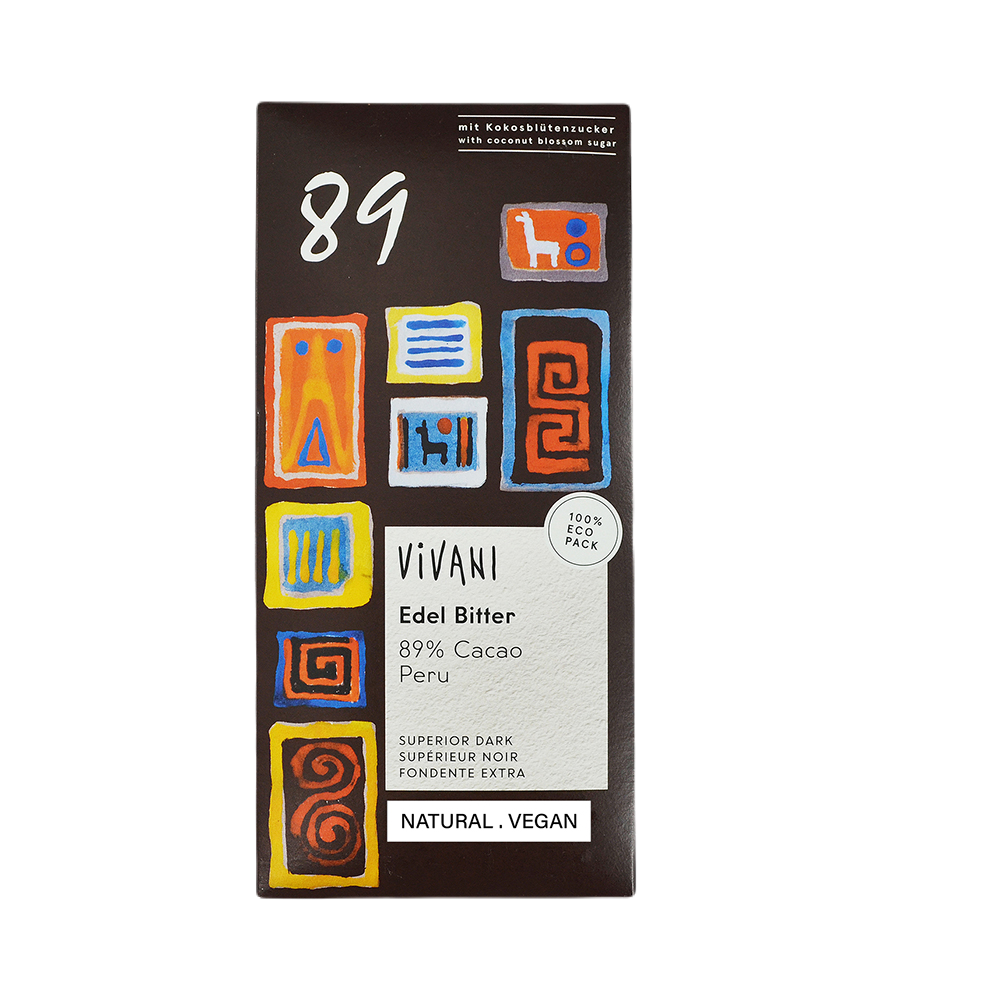 mit Kokosblütenzucker
with coconut blossom sugar
89
100%
ECO
PACK
ViVANI
Edel Bitter
89% Cacao
Peru
SUPERIOR DARK
SUPÉRIEUR NOIR
FONDENTE EXTRA
NATURAL . VEGAN